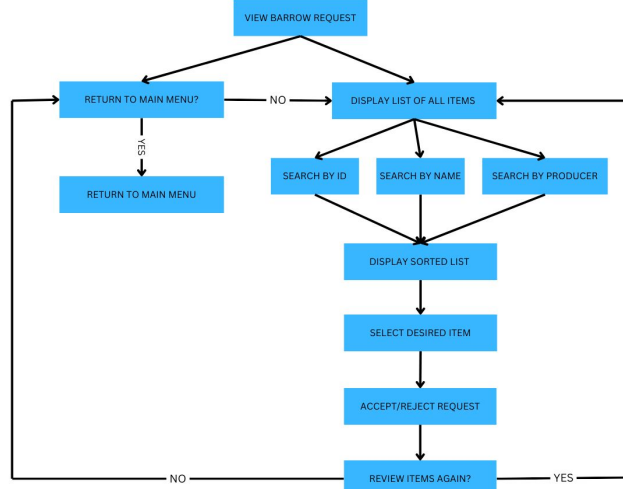 VIEW BARROW REQUEST
RETURN TO MAIN MENU?
NO
DISPLAY LIST OF ALL ITEMS
YES
SEARCH BY ID
SEARCH BY NAME
SEARCH BY PRODUCER
RETURN TO MAIN MENU
DISPLAY SORTED LIST
SELECT DESIRED ITEM
ACCEPT/REJECT REQUEST
NO
REVIEW ITEMS AGAIN?
YES